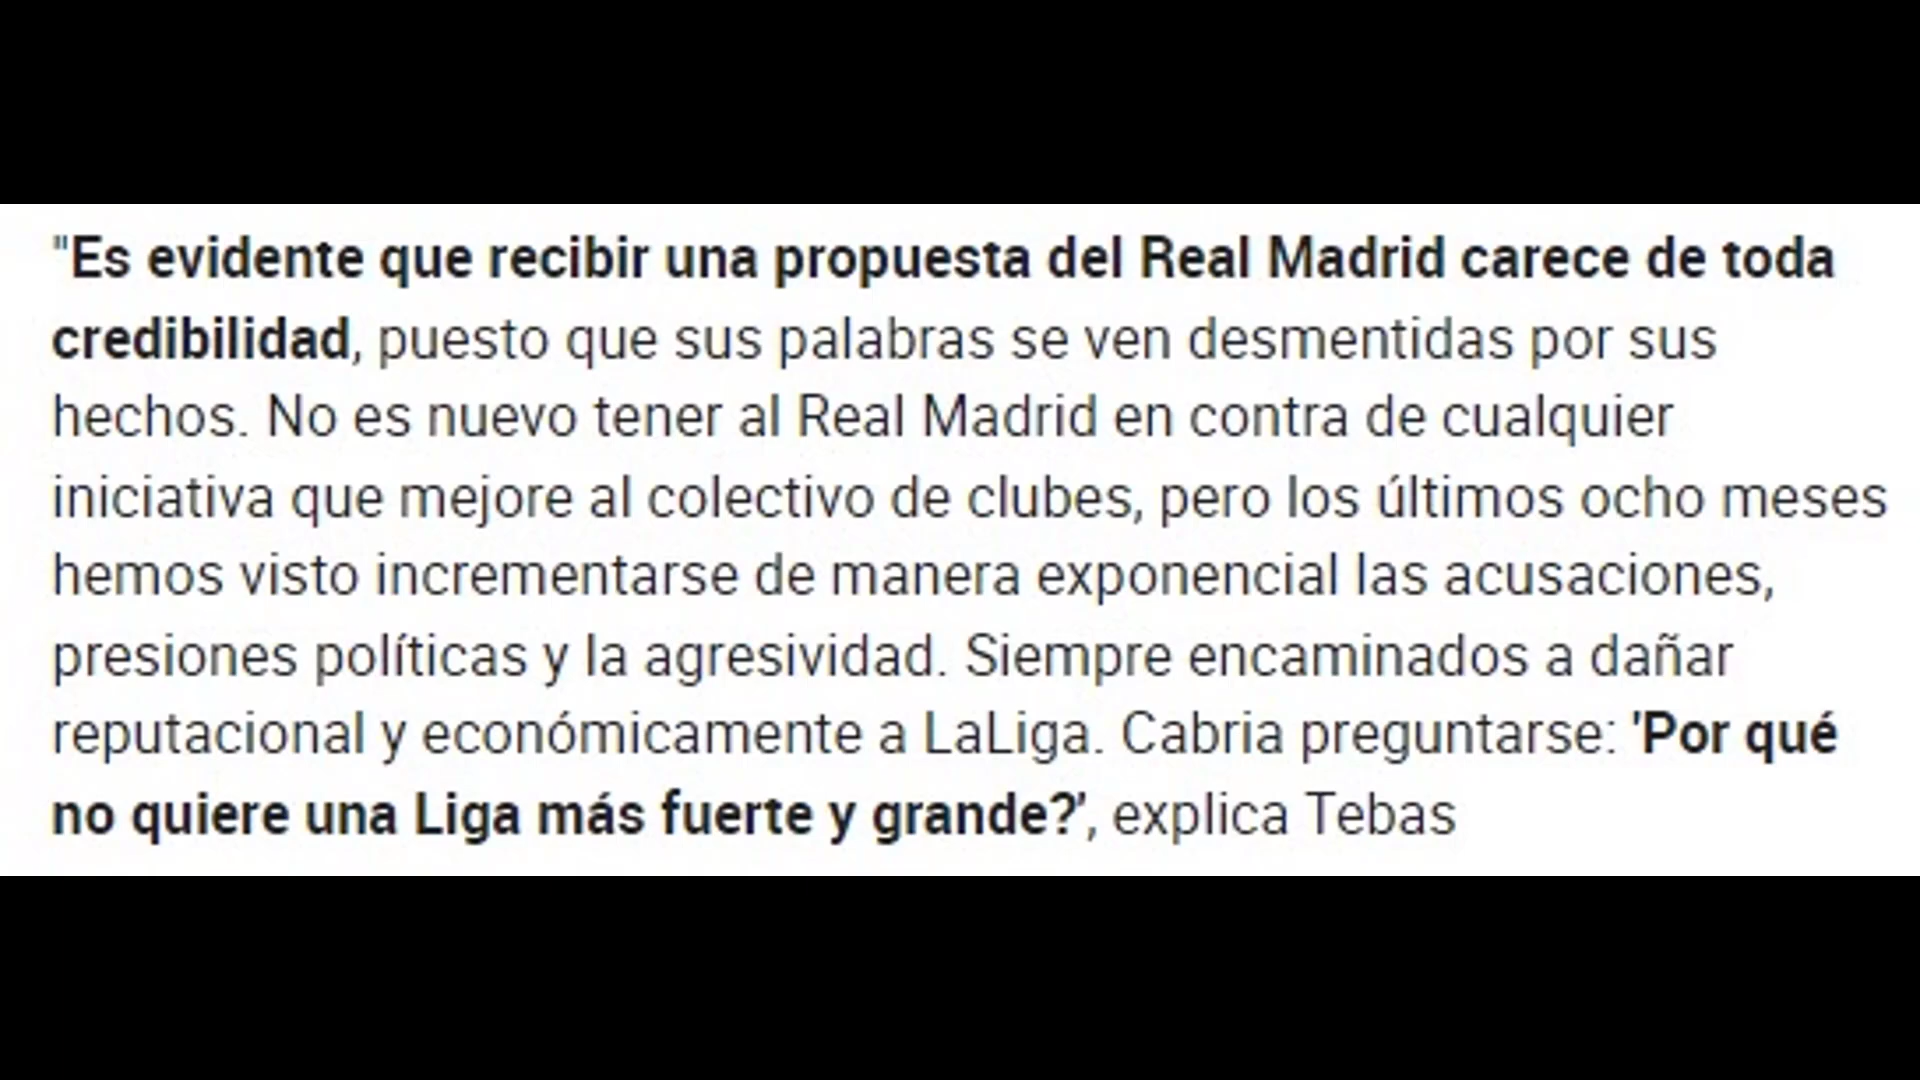 "Es evidente que recibir una propuesta del Real Madrid carece de toda
credibilidad, puesto que sus palabras se ven desmentidas por sus
hechos. No es nuevo tener al Real Madrid en contra de cualquier
iniciativa que mejore al colectivo de clubes, pero los últimos ocho meses
hemos visto incrementarse de manera exponencial las acusaciones,
presiones políticas y la agresividad. Siempre encaminados a dañar
reputacional y económicamente a LaLiga. Cabria preguntarse: 'Por qué
no quiere una Liga más fuerte y grande?', explica Tebas